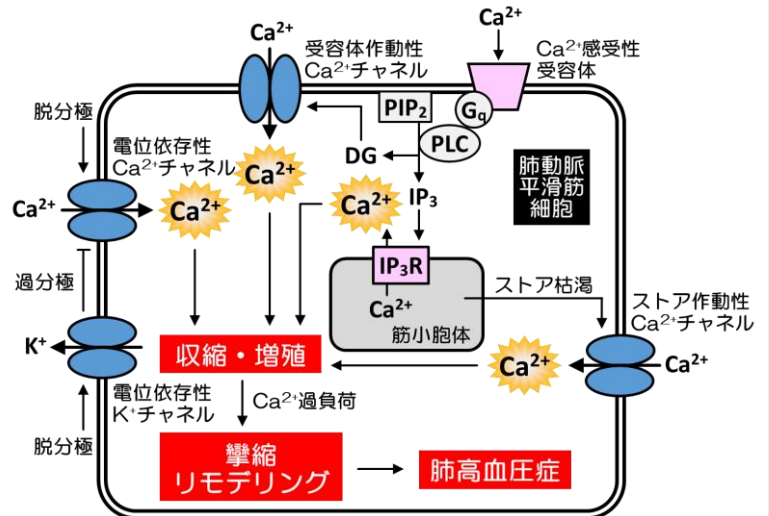 Ca²⁺
受容体作動性
Ca²⁺チャネル
Ca²⁺
Ca²⁺感受性
受容体
脱分極
PIP₂
Gq
PLC
電位依存性
Ca²⁺チャネル
DG
肺動脈
平滑筋
細胞
Ca²⁺
Ca²⁺
Ca²⁺
Ca²⁺
IP₃
過分極
IP₃R
Ca²⁺
筋小胞体
ストア枯渇
ストア作動性
Ca²⁺チャネル
K⁺
収縮・増殖
Ca²⁺
Ca²⁺
電位依存性
K⁺チャネル
Ca²⁺過負荷
脱分極
攣縮
リモデリング
肺高血圧症